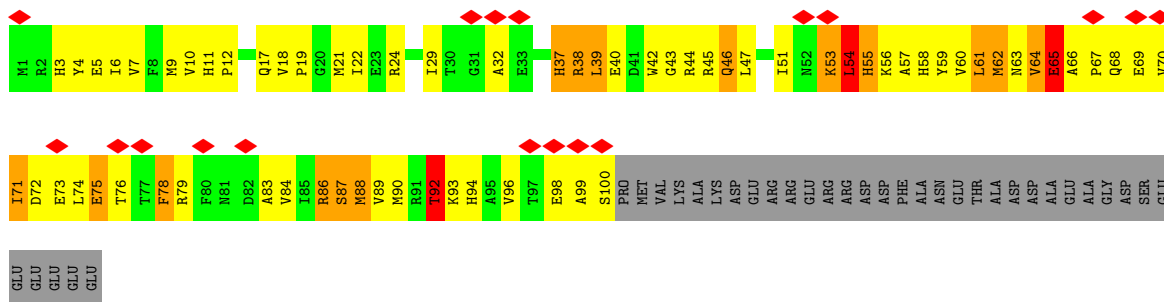 M1 R2 H3 Y4 E5 I6 V7 F8 M9 V10 H11 P12 Q17 V18 P19 G20 M21 I22 E23 R24 I29 T30 G31 A32 E33 H37 R38 L39 E40 D41 W42 G43 R44 R45 Q46 L47 I51 N52 K53 L54 H55 K56 A57 H58 Y59 V60 L61 M62 N63 V64 E65 A66 P67 Q68 E69 V70
I71 D72 E73 L74 E75 T76 T77 F78 R79 F80 N81 D82 A83 V84 I85 R86 S87 M88 V89 M90 R91 T92 K93 H94 A95 V96 T97 E98 A99 S100 PRO MET VAL LYS ALA LYS ASP GLU ARG ARG GLU ARG ARG ASP ASP PHE ALA ASN GLU THR ALA ASP ASP ALA GLU ALA GLY ASP SER GLU
GLU GLU GLU GLU GLU